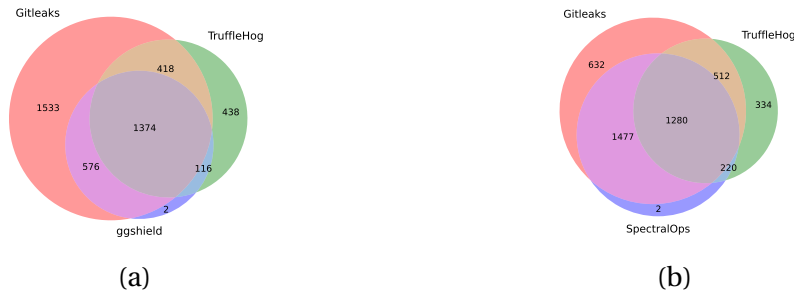 Gitleaks
TruffleHog
418
1533
438
1374
576
116
2
ggshield
(a)
Gitleaks
TruffleHog
632
512
334
1280
1477
220
2
SpectralOps
(b)